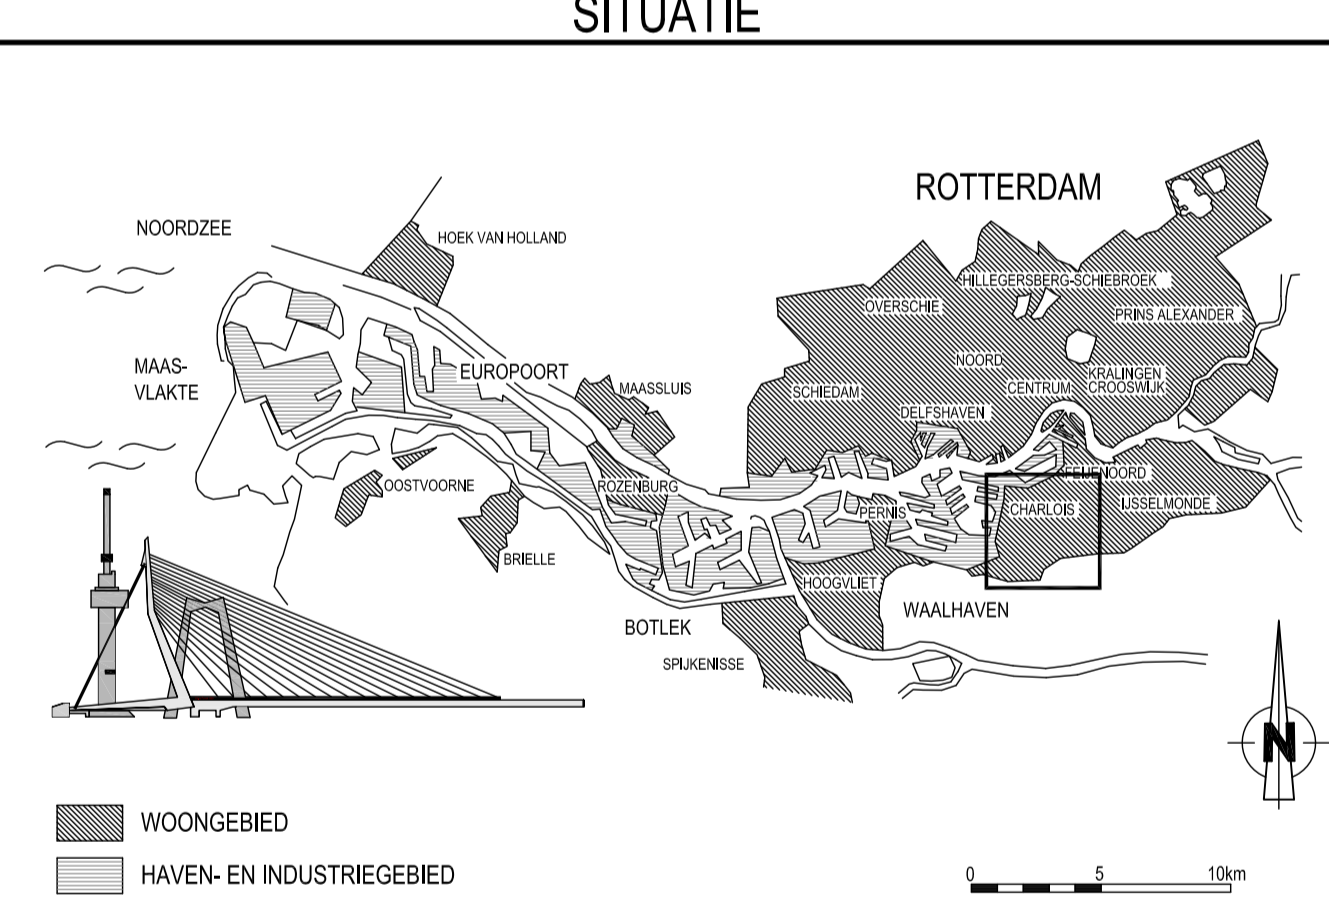 SITUATIE
ROTTERDAM
NOORDZEE
HOEK VAN HOLLAND
HILLEGERSBERG-SCHIEBROEK
OVERSCHIE
PRINS ALEXANDER
MAAS-
VLAKTE
EUROPOORT
NOORD
MAASSLUIS
KRALINGEN
CROOSWIJK
CENTRUM
SCHIEDAM
DELFSHAVEN
FEIJENOORD
OOSTVOORNE
ROZENBURG
PERNIS
CHARLOIS
IJSSELMONDE
BRIELLE
HOOGVLIET
WAALHAVEN
BOTLEK
SPIJKENISSE
N
WOONGEBIED
HAVEN- EN INDUSTRIEGEBIED
0 5 10km